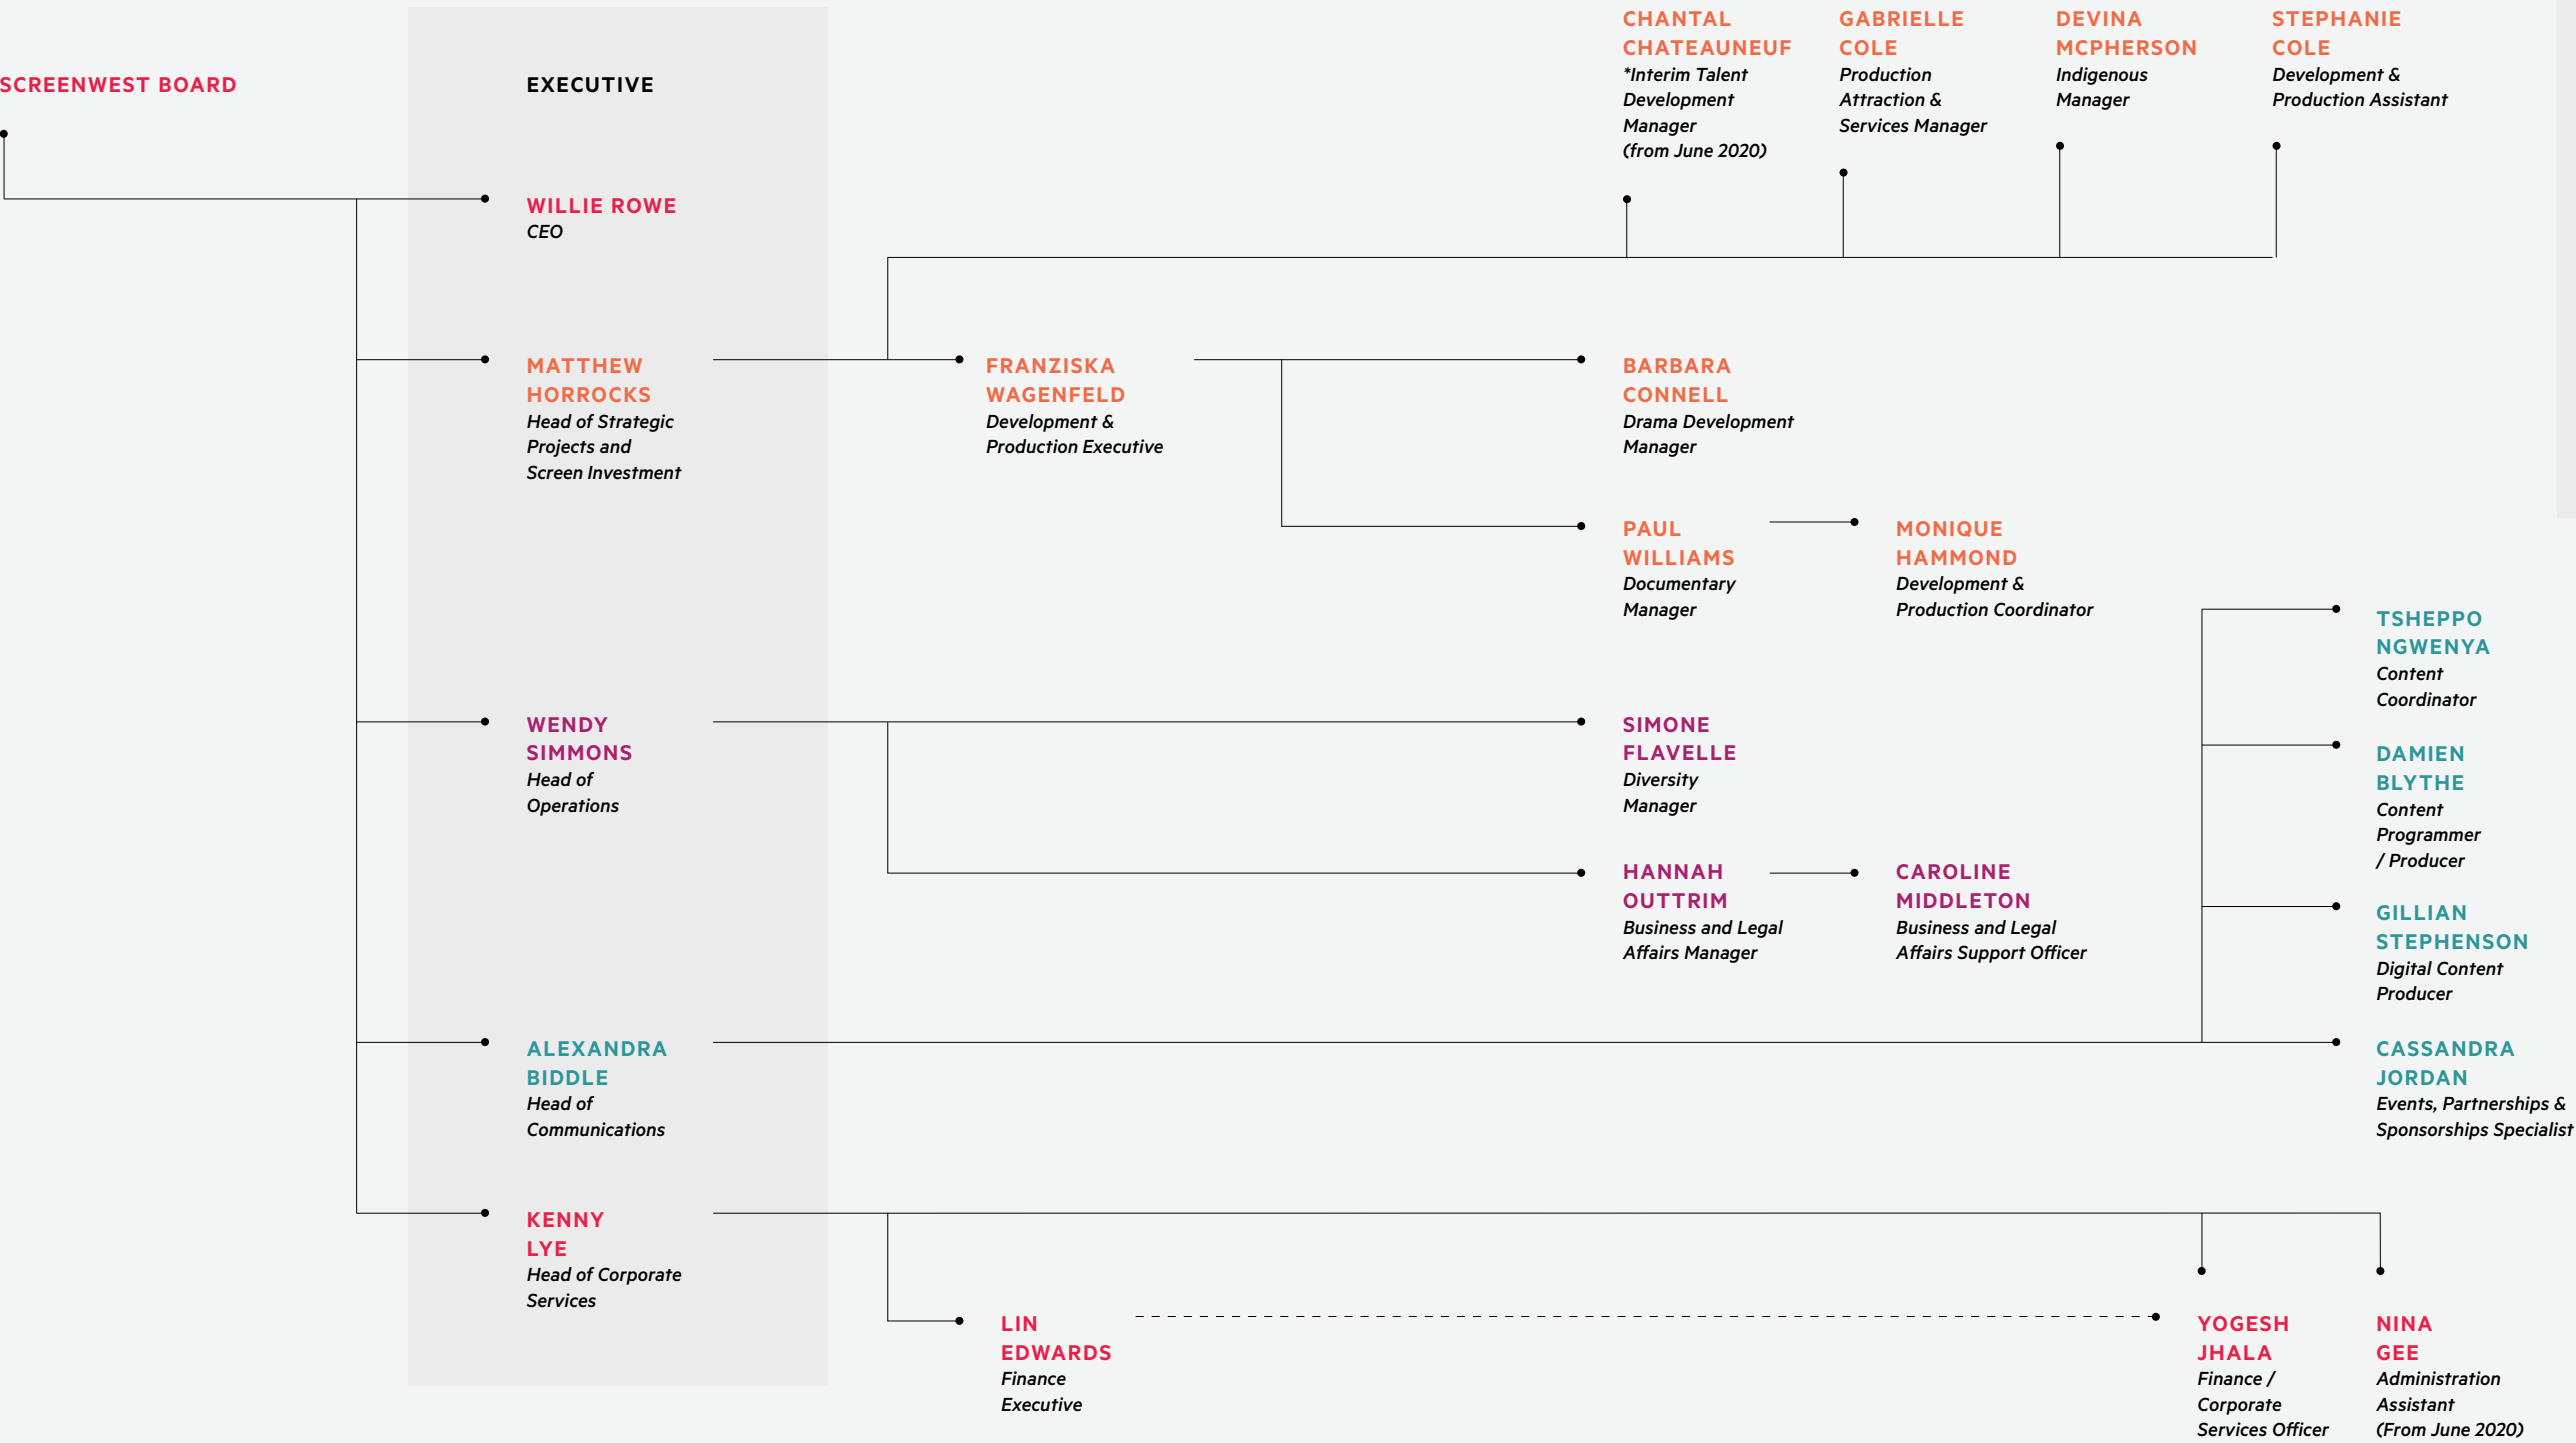 SCREENWEST BOARD
EXECUTIVE
CHANTAL
CHATEAUNEUF
*Interim Talent
Development
Manager
(from June 2020)
GABRIELLE
COLE
Production
Attraction &
Services Manager
DEVINA
MCPHERSON
Indigenous
Manager
STEPHANIE
COLE
Development &
Production Assistant
WILLIE ROWE
CEO
MATTHEW
HORROCKS
Head of Strategic
Projects and
Screen Investment
FRANZISKA
WAGENFELD
Development &
Production Executive
BARBARA
CONNELL
Drama Development
Manager
PAUL
WILLIAMS
Documentary
Manager
MONIQUE
HAMMOND
Development &
Production Coordinator
WENDY
SIMMONS
Head of
Operations
SIMONE
FLAVELLE
Diversity
Manager
HANNAH
OUTTRIM
Business and Legal
Affairs Manager
CAROLINE
MIDDLETON
Business and Legal
Affairs Support Officer
TSHEPPO
NGWENYA
Content
Coordinator
DAMIEN
BLYTHE
Content
Programmer
/ Producer
GILLIAN
STEPHENSON
Digital Content
Producer
ALEXANDRA
BIDDLE
Head of
Communications
CASSANDRA
JORDAN
Events, Partnerships &
Sponsorships Specialist
KENNY
LYE
Head of Corporate
Services
LIN
EDWARDS
Finance
Executive
YOGESH
JHALA
Finance /
Corporate
Services Officer
NINA
GEE
Administration
Assistant
(From June 2020)